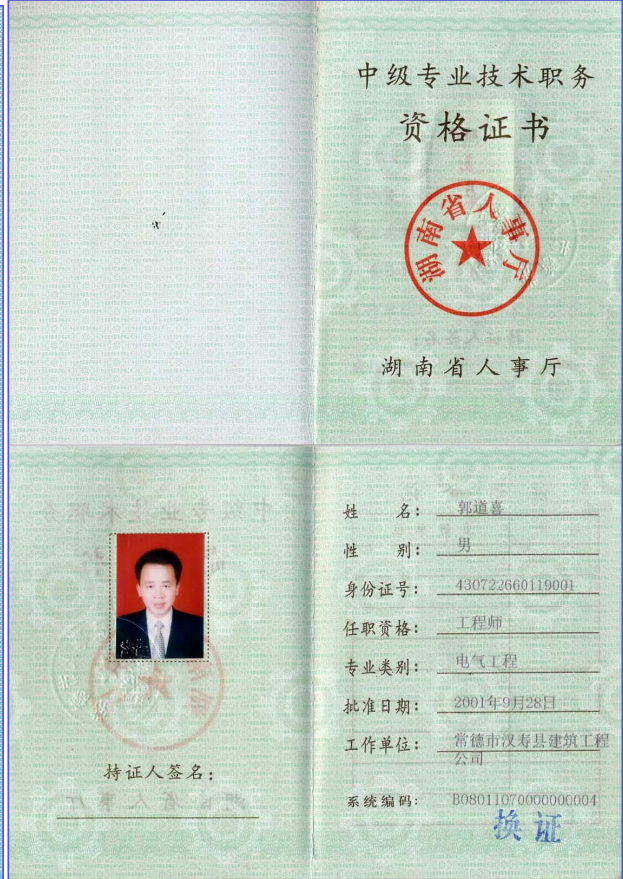 中级专业技术职务
资格证书
湖南省人事厅
湖南省人事厅
持证人签名：
姓 名： 郭道喜
性 别： 男
身份证号： 430722660119001
任职资格： 工程师
专业类别： 电气工程
批准日期： 2001年9月28日
工作单位： 常德市汉寿县建筑工程
公司
系统编码： B08011070000000004
换证